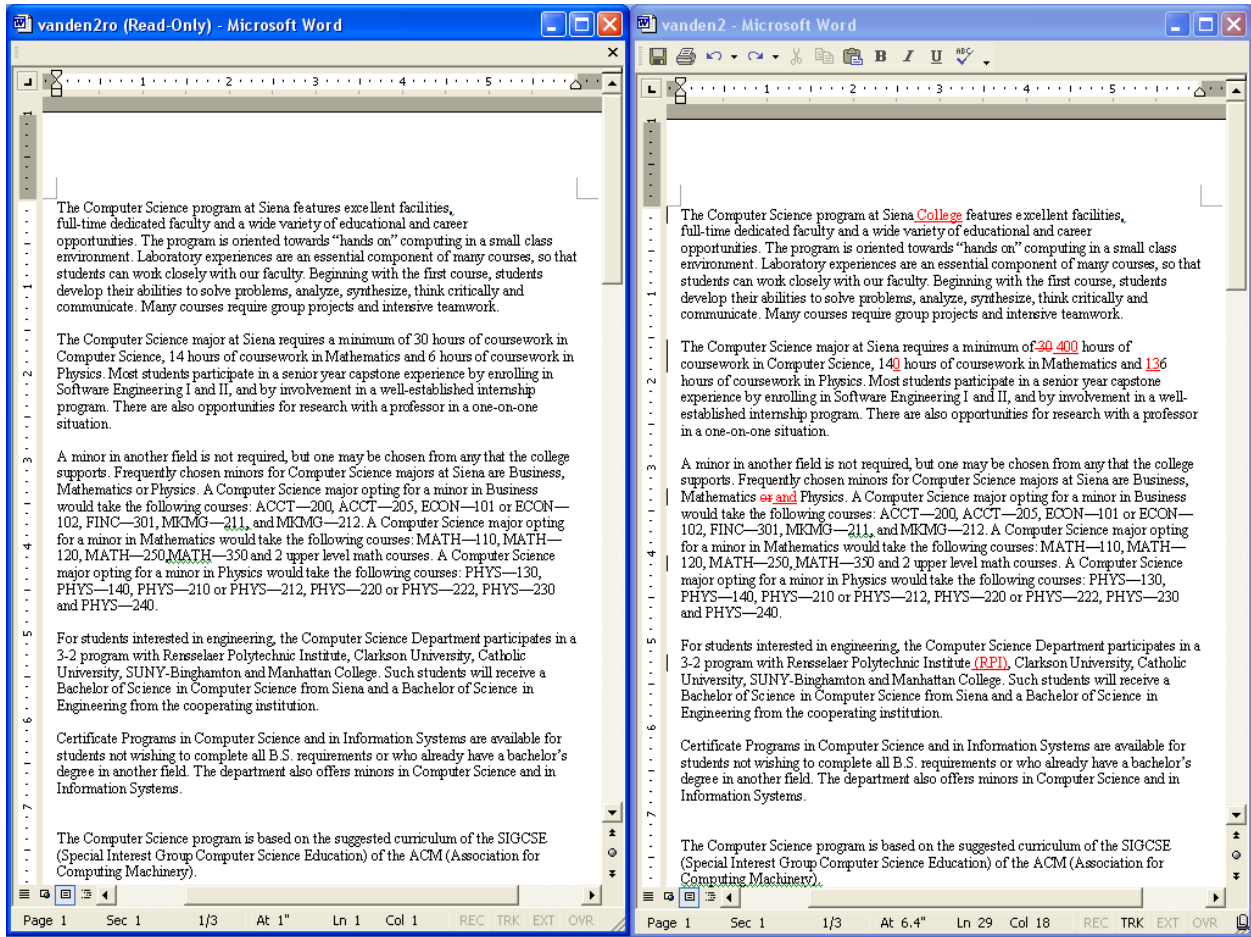 vanden2ro (Read-Only) - Microsoft Word
1 2 3 4 5
The Computer Science program at Siena features excellent facilities,
full-time dedicated faculty and a wide variety of educational and career
opportunities. The program is oriented towards “hands on” computing in a small class
environment. Laboratory experiences are an essential component of many courses, so that
students can work closely with our faculty. Beginning with the first course, students
develop their abilities to solve problems, analyze, synthesize, think critically and
communicate. Many courses require group projects and intensive teamwork.
The Computer Science major at Siena requires a minimum of 30 hours of coursework in
Computer Science, 14 hours of coursework in Mathematics and 6 hours of coursework in
Physics. Most students participate in a senior year capstone experience by enrolling in
Software Engineering I and II, and by involvement in a well-established internship
program. There are also opportunities for research with a professor in a one-on-one
situation.
A minor in another field is not required, but one may be chosen from any that the college
supports. Frequently chosen minors for Computer Science majors at Siena are Business,
Mathematics or Physics. A Computer Science major opting for a minor in Business
would take the following courses: ACCT—200, ACCT—205, ECON—101 or ECON—
102, FINC—301, MKMG—211, and MKMG—212. A Computer Science major opting
for a minor in Mathematics would take the following courses: MATH—110, MATH—
120, MATH—250,MATH—350 and 2 upper level math courses. A Computer Science
major opting for a minor in Physics would take the following courses: PHYS—130,
PHYS—140, PHYS—210 or PHYS—212, PHYS—220 or PHYS—222, PHYS—230
and PHYS—240.
For students interested in engineering, the Computer Science Department participates in a
3-2 program with Rensselaer Polytechnic Institute, Clarkson University, Catholic
University, SUNY-Binghamton and Manhattan College. Such students will receive a
Bachelor of Science in Computer Science from Siena and a Bachelor of Science in
Engineering from the cooperating institution.
Certificate Programs in Computer Science and in Information Systems are available for
students not wishing to complete all B.S. requirements or who already have a bachelor’s
degree in another field. The department also offers minors in Computer Science and in
Information Systems.
The Computer Science program is based on the suggested curriculum of the SIGCSE
(Special Interest Group Computer Science Education) of the ACM (Association for
Computing Machinery).
Page 1 Sec 1 1/3 At 1" Ln 1 Col 1 REC TRK EXT OVR
vanden2 - Microsoft Word
B I U ABC
1 2 3 4 5
The Computer Science program at Siena College features excellent facilities,
full-time dedicated faculty and a wide variety of educational and career
opportunities. The program is oriented towards “hands on” computing in a small class
environment. Laboratory experiences are an essential component of many courses, so that
students can work closely with our faculty. Beginning with the first course, students
develop their abilities to solve problems, analyze, synthesize, think critically and
communicate. Many courses require group projects and intensive teamwork.
The Computer Science major at Siena requires a minimum of 30 400 hours of
coursework in Computer Science, 140 hours of coursework in Mathematics and 136
hours of coursework in Physics. Most students participate in a senior year capstone
experience by enrolling in Software Engineering I and II, and by involvement in a well-
established internship program. There are also opportunities for research with a professor
in a one-on-one situation.
A minor in another field is not required, but one may be chosen from any that the college
supports. Frequently chosen minors for Computer Science majors at Siena are Business,
Mathematics or and Physics. A Computer Science major opting for a minor in Business
would take the following courses: ACCT—200, ACCT—205, ECON—101 or ECON—
102, FINC—301, MKMG—211, and MKMG—212. A Computer Science major opting
for a minor in Mathematics would take the following courses: MATH—110, MATH—
120, MATH—250, MATH—350 and 2 upper level math courses. A Computer Science
major opting for a minor in Physics would take the following courses: PHYS—130,
PHYS—140, PHYS—210 or PHYS—212, PHYS—220 or PHYS—222, PHYS—230
and PHYS—240.
For students interested in engineering, the Computer Science Department participates in a
3-2 program with Rensselaer Polytechnic Institute (RPI), Clarkson University, Catholic
University, SUNY-Binghamton and Manhattan College. Such students will receive a
Bachelor of Science in Computer Science from Siena and a Bachelor of Science in
Engineering from the cooperating institution.
Certificate Programs in Computer Science and in Information Systems are available for
students not wishing to complete all B.S. requirements or who already have a bachelor’s
degree in another field. The department also offers minors in Computer Science and in
Information Systems.
The Computer Science program is based on the suggested curriculum of the SIGCSE
(Special Interest Group Computer Science Education) of the ACM (Association for
Computing Machinery).
Page 1 Sec 1 1/3 At 6.4" Ln 29 Col 18 REC TRK EXT OVR